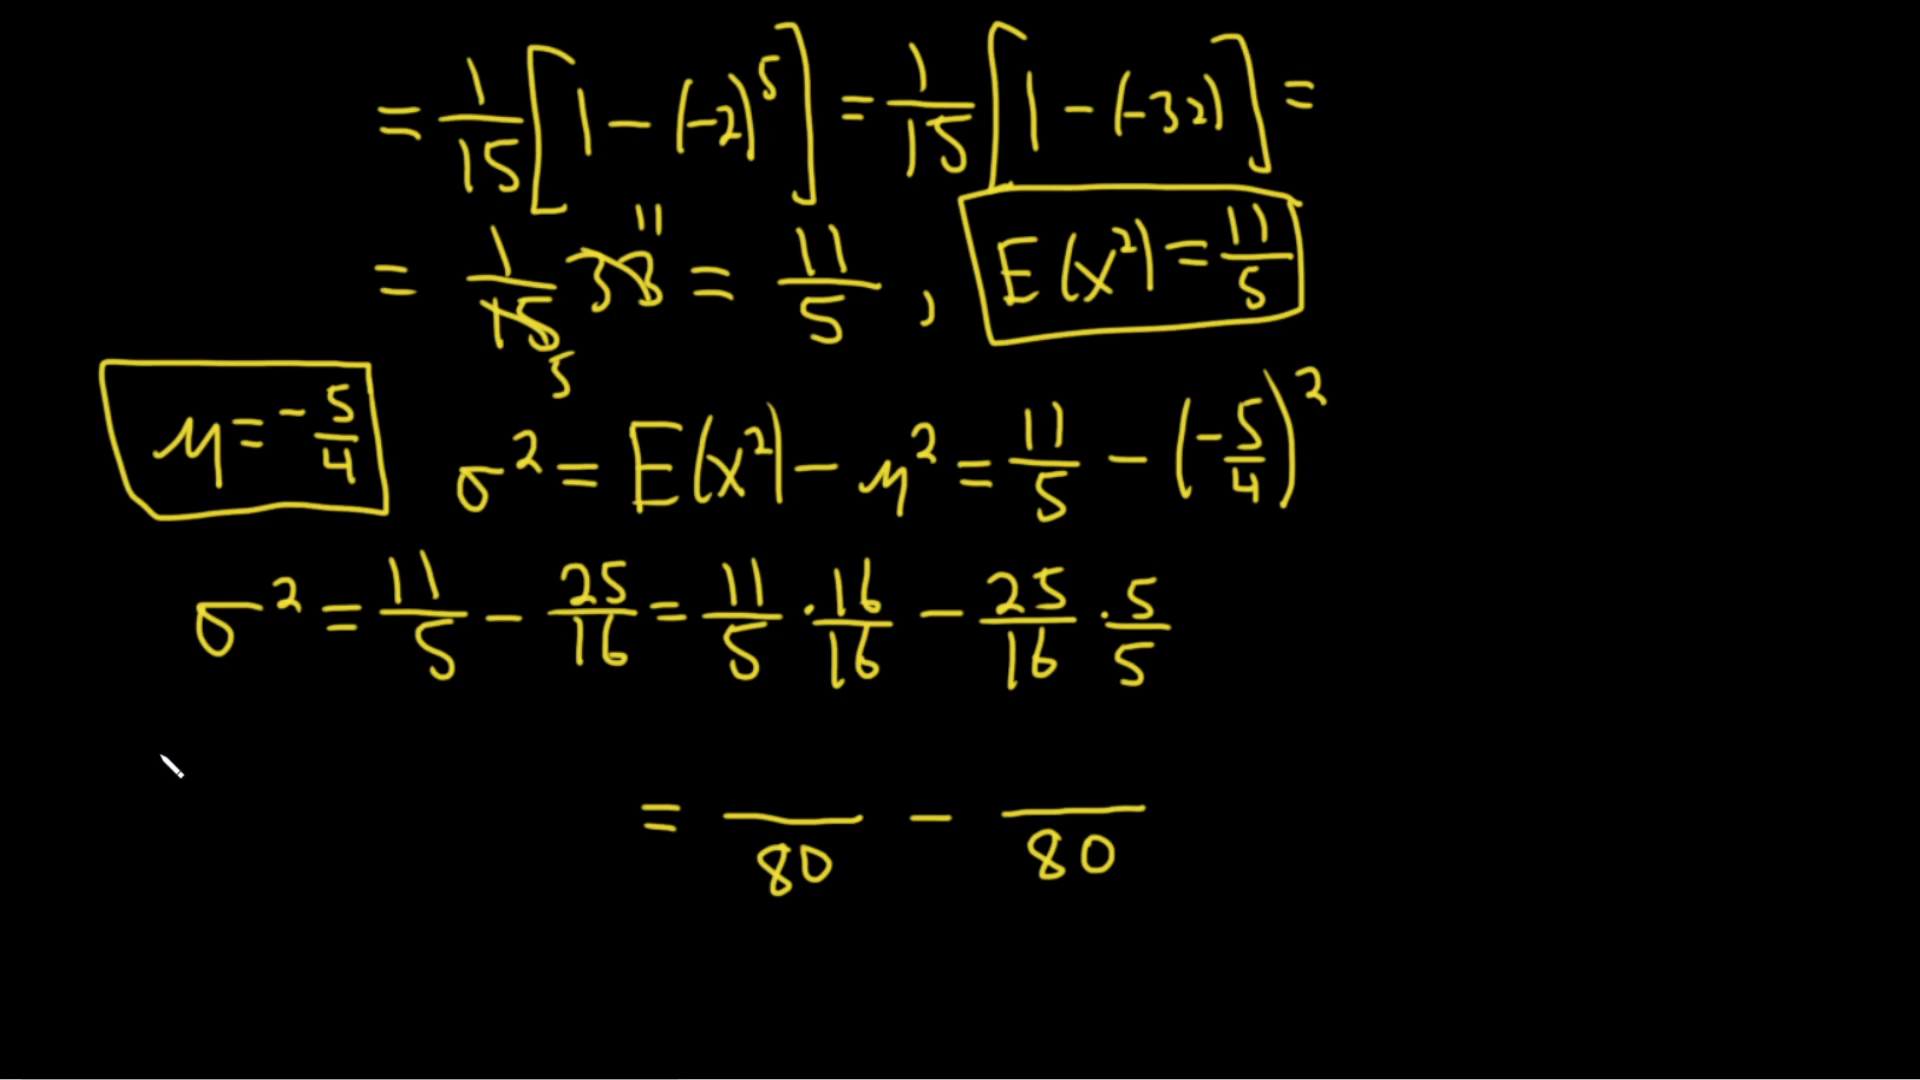 = 1/15 [1 - (-2)^5] = 1/15 [1 - (-32)] =
= 1/15 33 = 11/5 , E(x²) = 11/5
11
5
μ = -5/4
σ² = E(x²) - μ² = 11/5 - (-5/4)²
σ² = 11/5 - 25/16 = 11/5 · 16/16 - 25/16 · 5/5
= /80 - /80